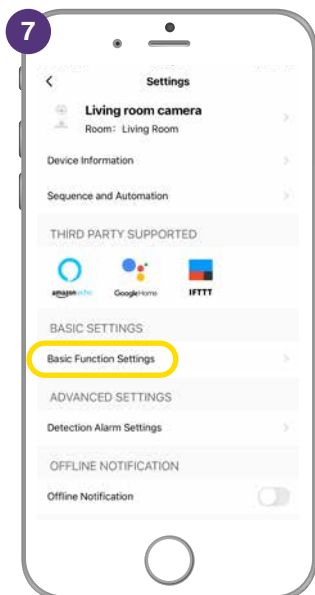 7
Settings
Living room camera
Room: Living Room
Device Information
Sequence and Automation
THIRD PARTY SUPPORTED
amazon echo Google Home IFTTT
BASIC SETTINGS
Basic Function Settings
ADVANCED SETTINGS
Detection Alarm Settings
OFFLINE NOTIFICATION
Offline Notification